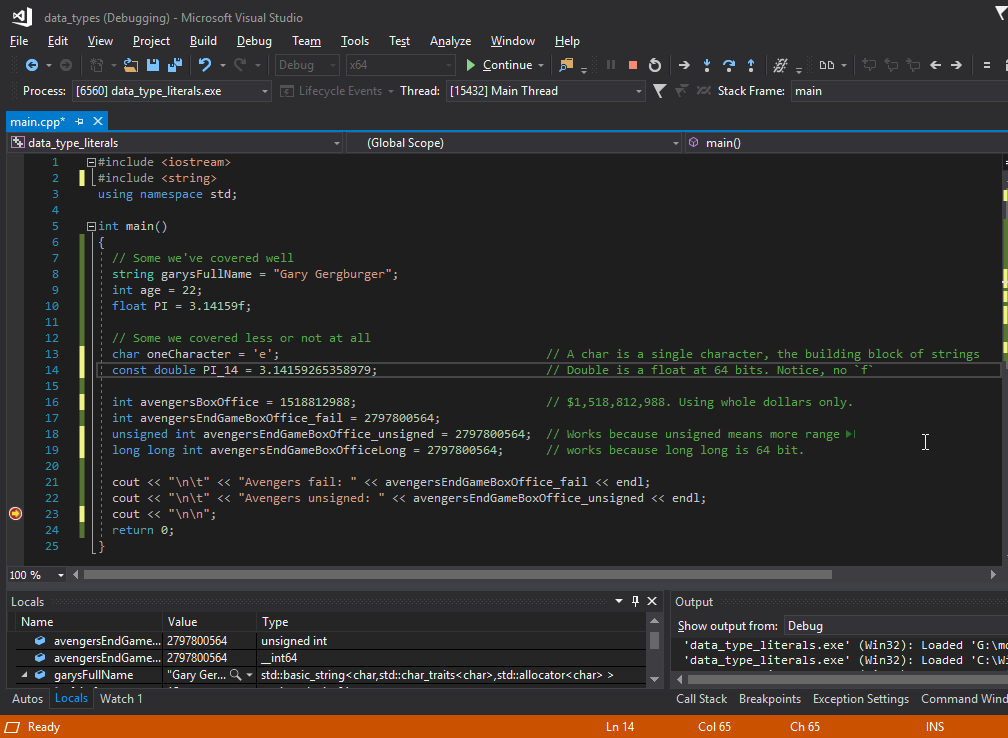 data_types (Debugging) - Microsoft Visual Studio
File Edit View Project Build Debug Team Tools Test Analyze Window Help
Debug x64 Continue
Process: [6560] data_type_literals.exe Lifecycle Events Thread: [15432] Main Thread Stack Frame: main
main.cpp*
data_type_literals (Global Scope) main()
1 #include <iostream>
2 #include <string>
3 using namespace std;
4
5 int main()
6 {
7 // Some we've covered well
8 string garysFullName = "Gary Gergburger";
9 int age = 22;
10 float PI = 3.14159f;
11
12 // Some we covered less or not at all
13 char oneCharacter = 'e'; // A char is a single character, the building block of strings
14 const double PI_14 = 3.14159265358979; // Double is a float at 64 bits. Notice, no `f`
15
16 int avengersBoxOffice = 1518812988; // $1,518,812,988. Using whole dollars only.
17 int avengersEndGameBoxOffice_fail = 2797800564;
18 unsigned int avengersEndGameBoxOffice_unsigned = 2797800564; // Works because unsigned means more range
19 long long int avengersEndGameBoxOfficeLong = 2797800564; // works because long long is 64 bit.
20
21 cout << "\n\t" << "Avengers fail: " << avengersEndGameBoxOffice_fail << endl;
22 cout << "\n\t" << "Avengers unsigned: " << avengersEndGameBoxOffice_unsigned << endl;
23 cout << "\n\n";
24 return 0;
25 }
100 %
Locals
Name Value Type
avengersEndGame... 2797800564 unsigned int
avengersEndGame... 2797800564 __int64
garysFullName "Gary Ger... std::basic_string<char,std::char_traits<char>,std::allocator<char> >
Autos Locals Watch 1
Output
Show output from: Debug
'data_type_literals.exe' (Win32): Loaded 'G:\mo
'data_type_literals.exe' (Win32): Loaded 'C:\Wi
Call Stack Breakpoints Exception Settings Command Wind
Ready Ln 14 Col 65 Ch 65 INS